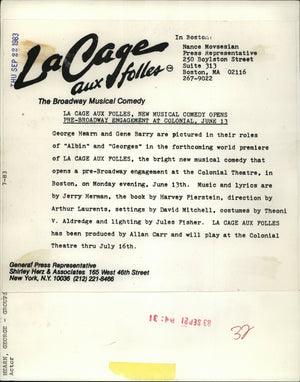 THU SEP 22 1983
In Boston:
La Cage
aux folles
Nance Movsesian
Press Representative
250 Boylston Street
Suite 313
Boston, MA 02116
267-9022
The Broadway Musical Comedy
LA CAGE AUX FOLLES, NEW MUSICAL COMEDY OPENS
PRE-BROADWAY ENGAGEMENT AT COLONIAL, JUNE 13
George Hearn and Gene Barry are pictured in their roles
of "Albin" and "Georges" in the forthcoming world premiere
of LA CAGE AUX FOLLES, the bright new musical comedy that
opens a pre-Broadway engagement at the Colonial Theatre, in
Boston, on Monday evening, June 13th. Music and lyrics are
by Jerry Herman, the book by Harvey Fierstein, direction by
Arthur Laurents, settings by David Mitchell, costumes by Theoni
V. Aldredge and lighting by Jules Fisher. LA CAGE AUX FOLLES
has been produced by Allan Carr and will play at the Colonial
Theatre thru July 16th.
7-83
General Press Representative
Shirley Herz & Associates 165 West 46th Street
New York, N.Y. 10036 (212) 221-8466
83 SEP 21 P4:31
HEARN, GEORGE - GROUPS
Actor